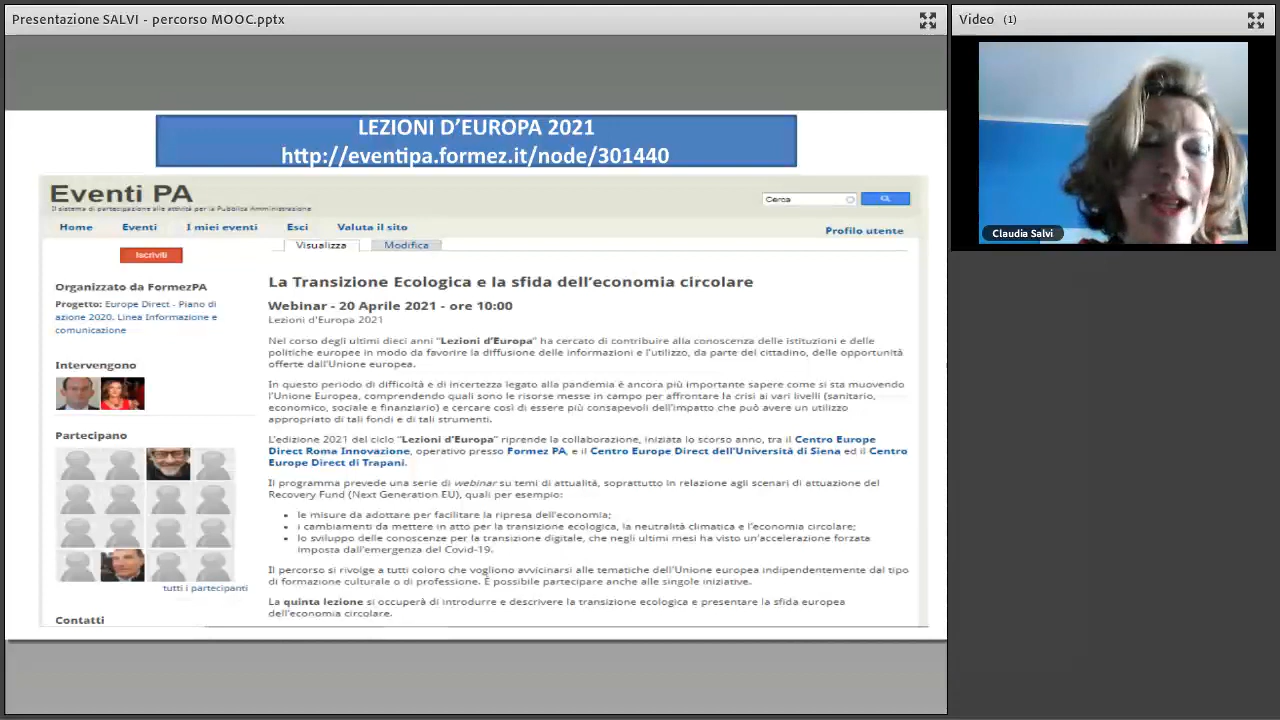 Presentazione SALVI - percorso MOOC.pptx
Video (1)
Claudia Salvi
LEZIONI D’EUROPA 2021
http://eventipa.formez.it/node/301440
Eventi PA
Il sistema di partecipazione alle attività per la Pubblica Amministrazione
Cerca
Home Eventi I miei eventi Esci Valuta il sito
Profilo utente
Iscriviti
Visualizza Modifica
Organizzato da FormezPA
Progetto: Europe Direct - Piano di
azione 2020. Linea Informazione e
comunicazione
Intervengono
Partecipano
tutti i partecipanti
Contatti
La Transizione Ecologica e la sfida dell’economia circolare
Webinar - 20 Aprile 2021 - ore 10:00
Lezioni d'Europa 2021
Nel corso degli ultimi dieci anni “Lezioni d’Europa” ha cercato di contribuire alla conoscenza delle istituzioni e delle
politiche europee in modo da favorire la diffusione delle informazioni e l’utilizzo, da parte del cittadino, delle opportunità
offerte dall’Unione europea.
In questo periodo di difficoltà e di incertezza legato alla pandemia è ancora più importante sapere come si sta muovendo
l’Unione Europea, comprendendo quali sono le risorse messe in campo per affrontare la crisi ai vari livelli (sanitario,
economico, sociale e finanziario) e cercare così di essere più consapevoli dell’impatto che può avere un utilizzo
appropriato di tali fondi e di tali strumenti.
L’edizione 2021 del ciclo “Lezioni d’Europa” riprende la collaborazione, iniziata lo scorso anno, tra il Centro Europe
Direct Roma Innovazione, operativo presso Formez PA, e il Centro Europe Direct dell’Università di Siena ed il Centro
Europe Direct di Trapani.
Il programma prevede una serie di webinar su temi di attualità, soprattutto in relazione agli scenari di attuazione del
Recovery Fund (Next Generation EU), quali per esempio:
• le misure da adottare per facilitare la ripresa dell’economia;
• i cambiamenti da mettere in atto per la transizione ecologica, la neutralità climatica e l’economia circolare;
• lo sviluppo delle conoscenze per la transizione digitale, che negli ultimi mesi ha visto un’accelerazione forzata
imposta dall’emergenza del Covid-19.
Il percorso si rivolge a tutti coloro che vogliono avvicinarsi alle tematiche dell’Unione europea indipendentemente dal tipo
di formazione culturale o di professione. È possibile partecipare anche alle singole iniziative.
La quinta lezione si occuperà di introdurre e descrivere la transizione ecologica e presentare la sfida europea
dell’economia circolare.